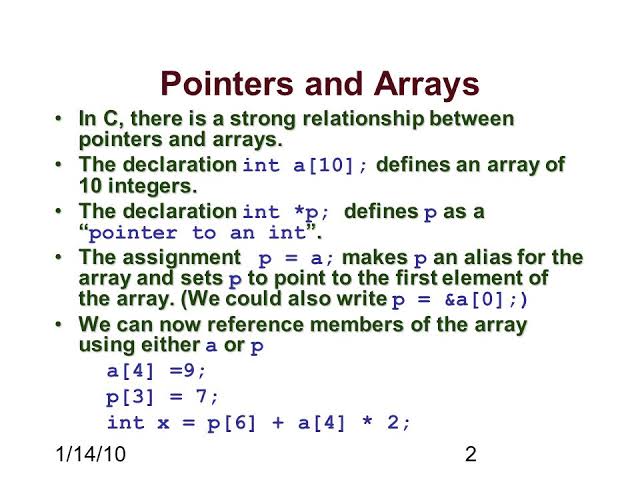 Pointers and Arrays
• In C, there is a strong relationship between
pointers and arrays.
• The declaration int a[10]; defines an array of
10 integers.
• The declaration int *p; defines p as a
“pointer to an int”.
• The assignment p = a; makes p an alias for the
array and sets p to point to the first element of
the array. (We could also write p = &a[0];)
• We can now reference members of the array
using either a or p
a[4] =9;
p[3] = 7;
int x = p[6] + a[4] * 2;
1/14/10 2